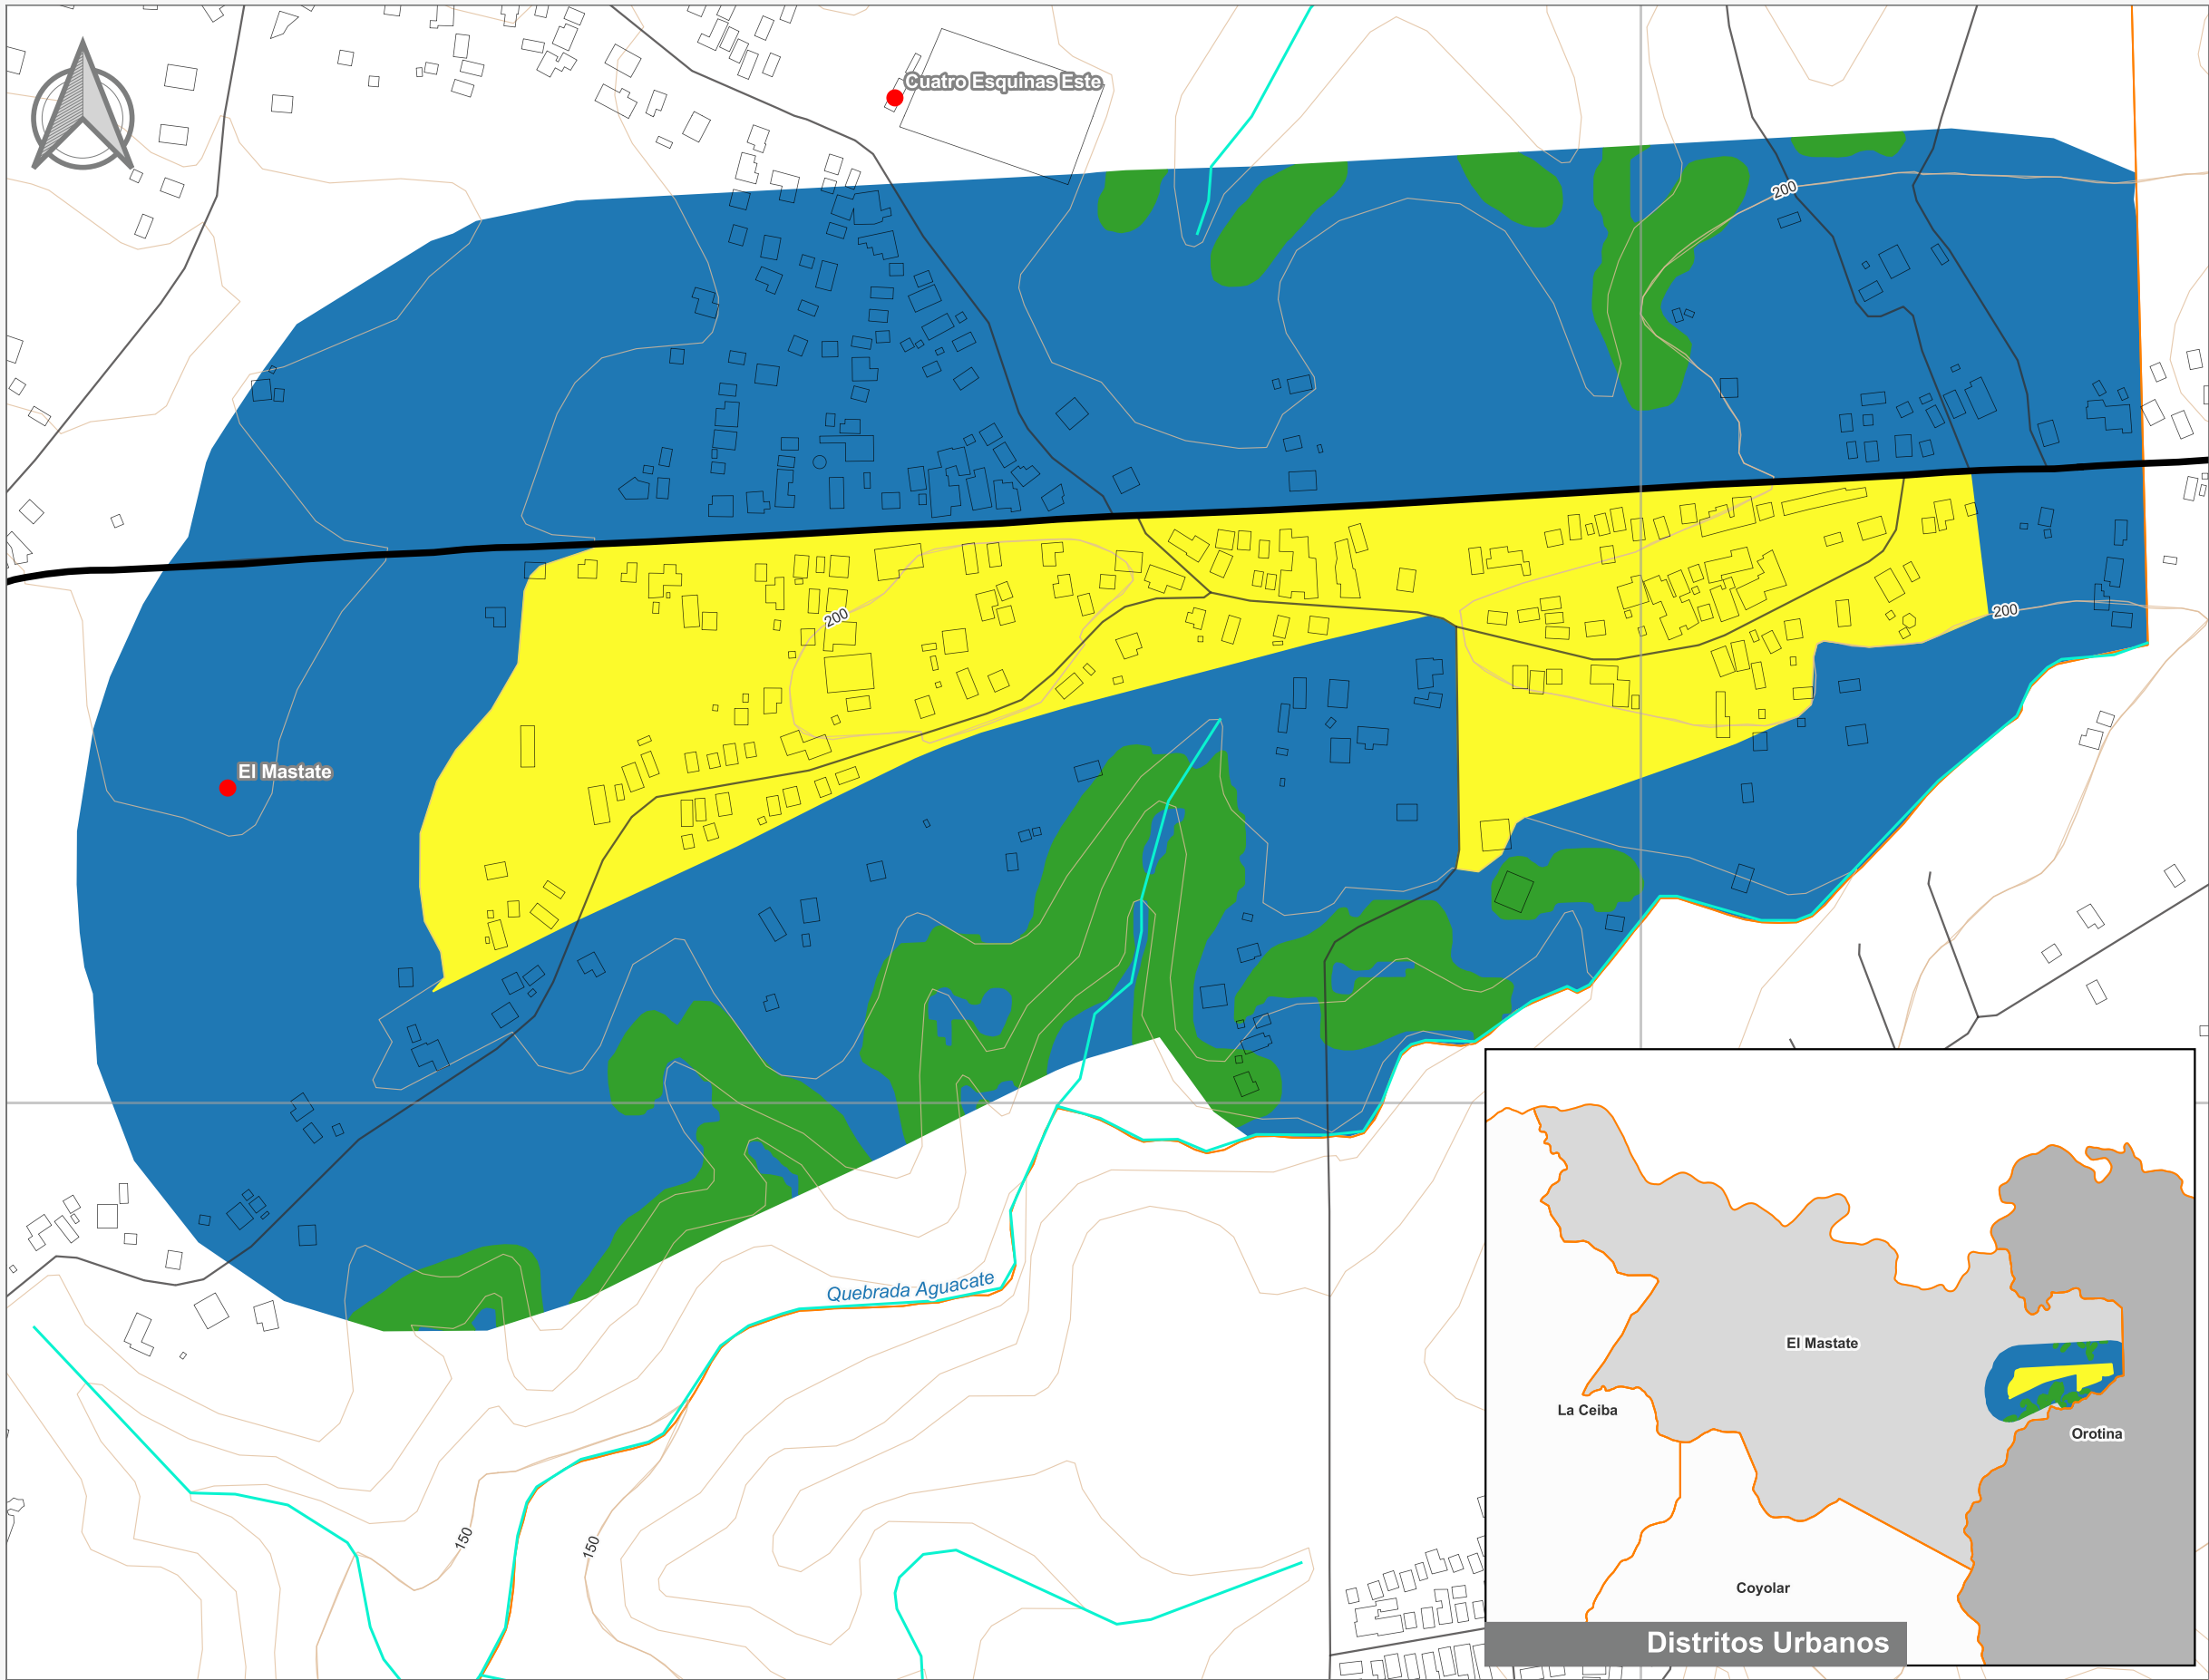 Cuatro Esquinas Este
200
200
200
El Mastate
Quebrada Aguacate
150
150
El Mastate
La Ceiba
Orotina
Coyolar
Distritos Urbanos